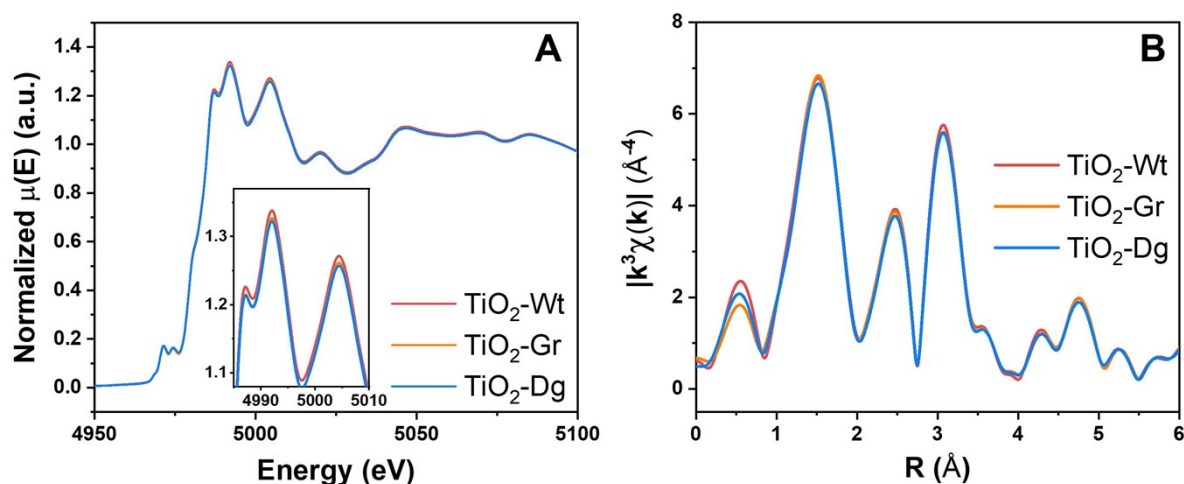 A
Normalized μ(E) (a.u.)
1.4
1.2
1.0
0.8
0.6
0.4
0.2
0.0
1.3
1.2
1.1
4990 5000 5010
TiO₂-Wt
TiO₂-Gr
TiO₂-Dg
4950 5000 5050 5100
Energy (eV)
B
|k³χ(k)| (Å⁻⁴)
8
6
4
2
0
TiO₂-Wt
TiO₂-Gr
TiO₂-Dg
0 1 2 3 4 5 6
R (Å)